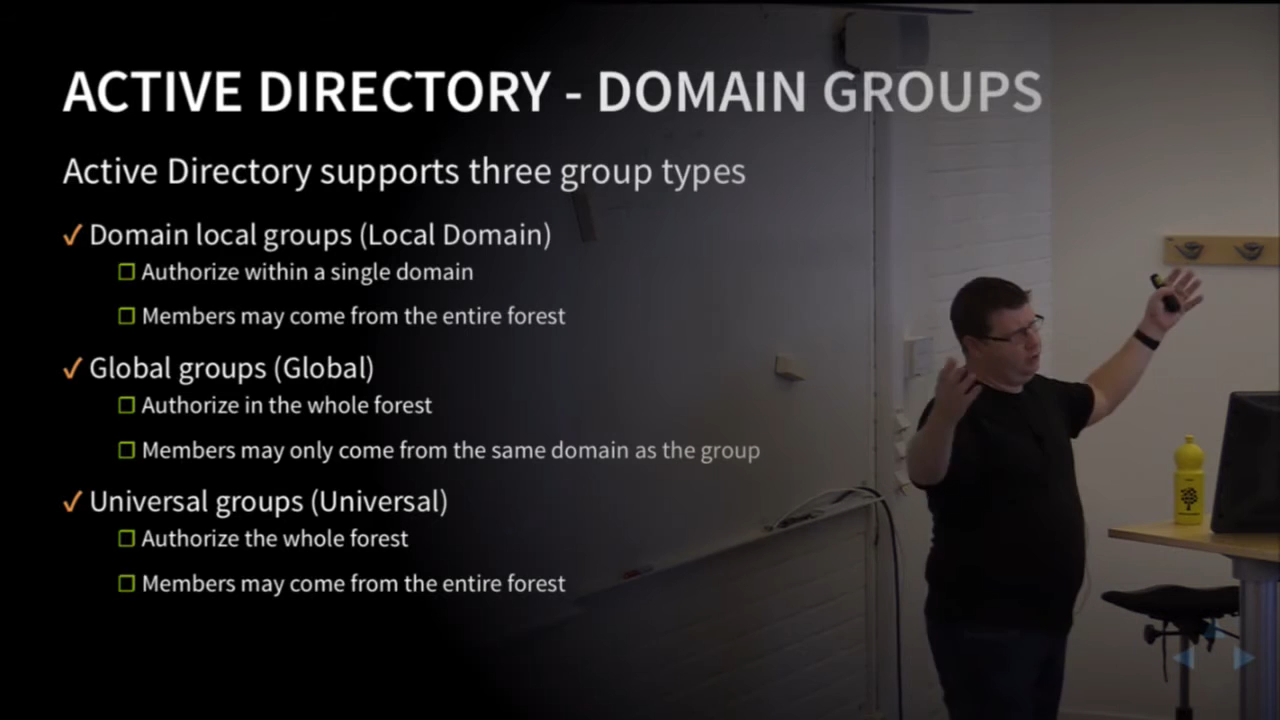 ACTIVE DIRECTORY - DOMAIN GROUPS
Active Directory supports three group types
Domain local groups (Local Domain)
Authorize within a single domain
Members may come from the entire forest
Global groups (Global)
Authorize in the whole forest
Members may only come from the same domain as the group
Universal groups (Universal)
Authorize the whole forest
Members may come from the entire forest